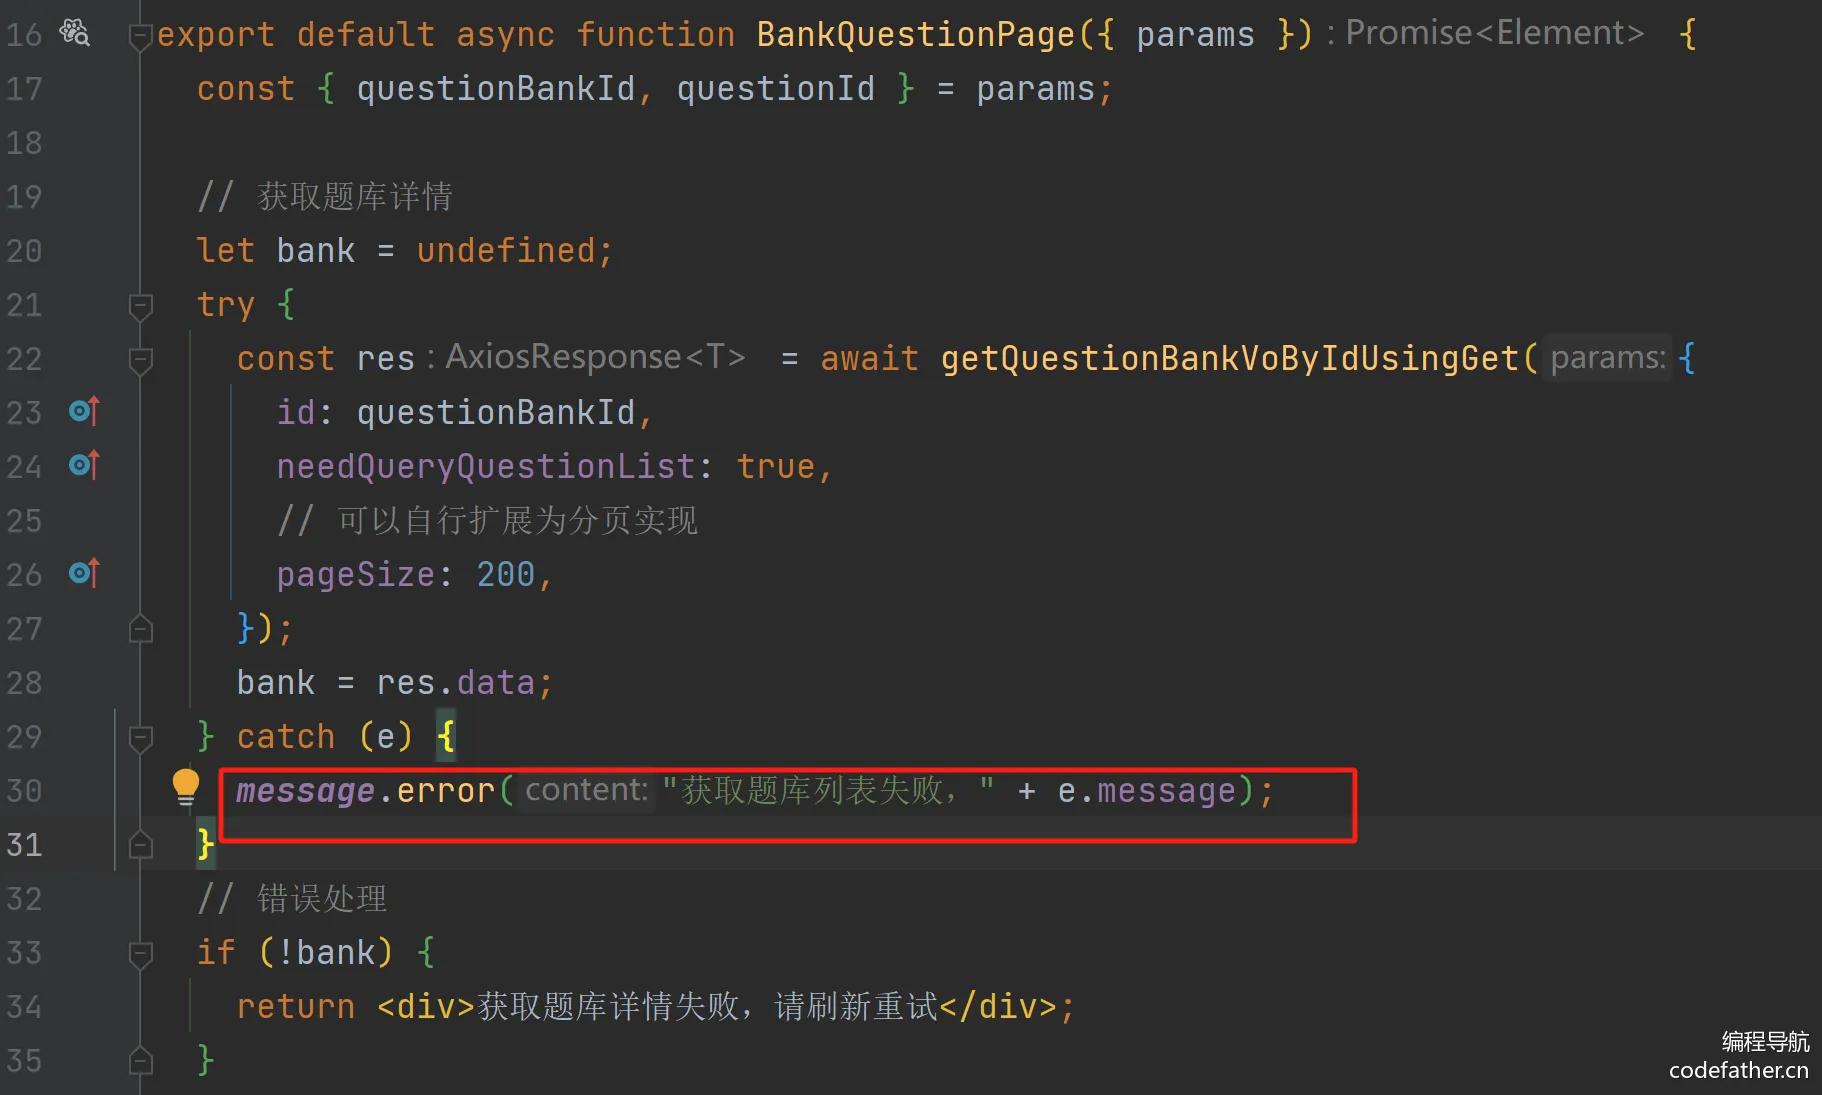 16 export default async function BankQuestionPage({ params }) : Promise<Element> {
17 const { questionBankId, questionId } = params;
18
19 // 获取题库详情
20 let bank = undefined;
21 try {
22 const res : AxiosResponse<T> = await getQuestionBankVoByIdUsingGet( params: {
23 id: questionBankId,
24 needQueryQuestionList: true,
25 // 可以自行扩展为分页实现
26 pageSize: 200,
27 });
28 bank = res.data;
29 } catch (e) {
30 message.error( content: "获取题库列表失败，" + e.message);
31 }
32 // 错误处理
33 if (!bank) {
34 return <div>获取题库详情失败，请刷新重试</div>;
35 }
编程导航
codefather.cn